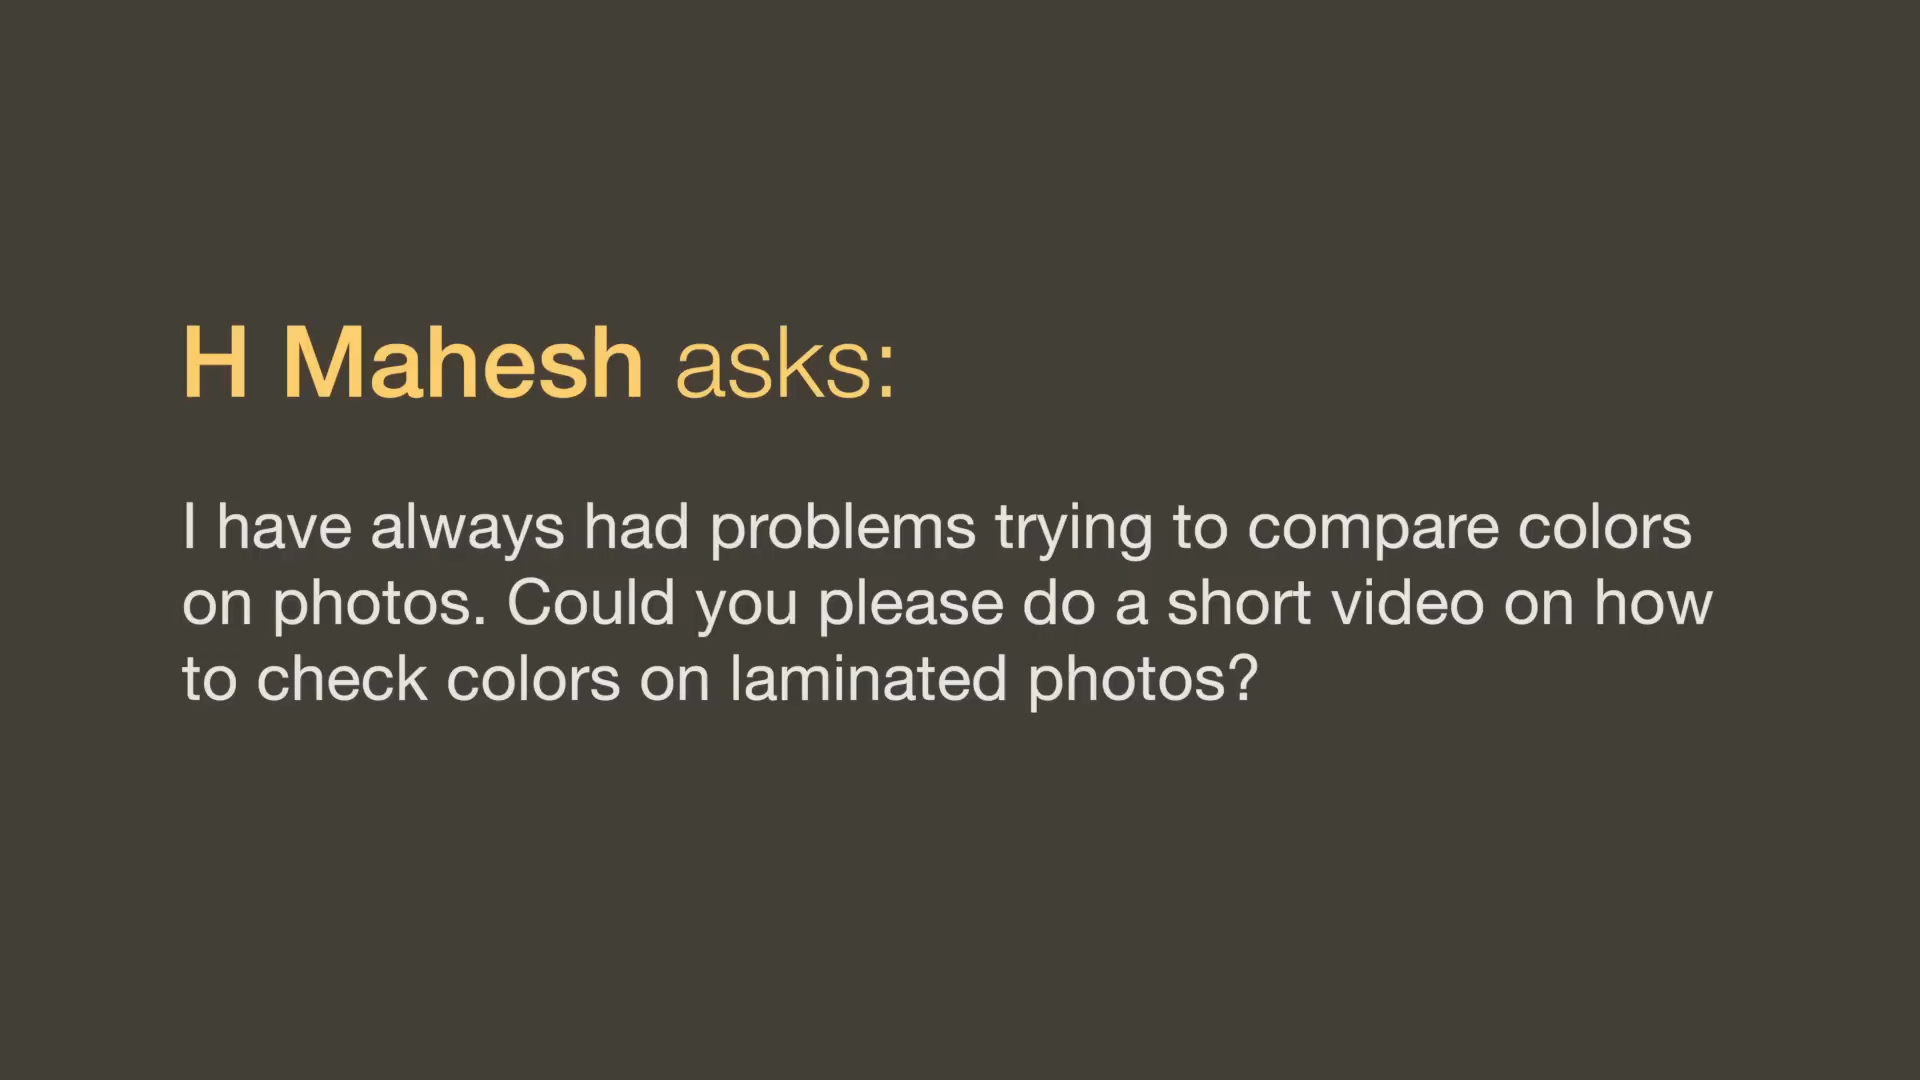 H Mahesh asks:
I have always had problems trying to compare colors
on photos. Could you please do a short video on how
to check colors on laminated photos?